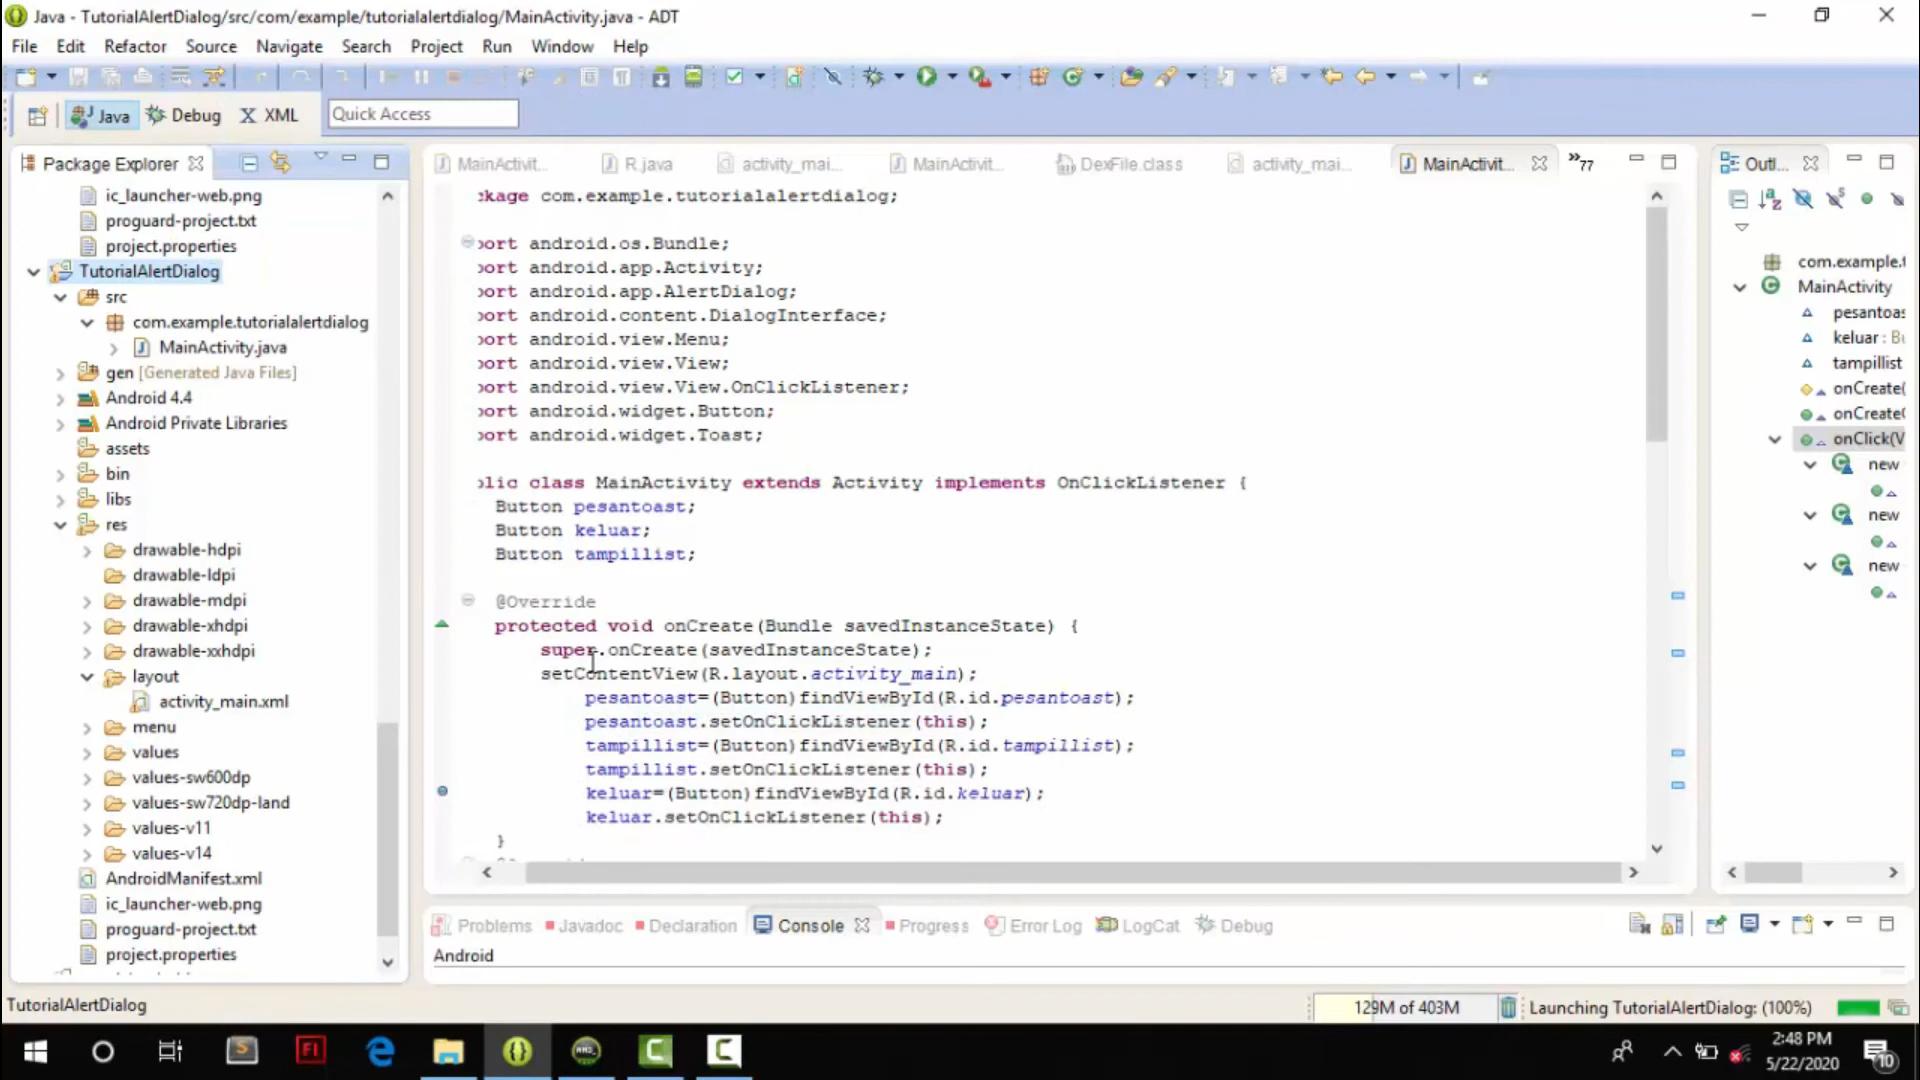 Java - TutorialAlertDialog/src/com/example/tutorialalertdialog/MainActivity.java - ADT
File Edit Refactor Source Navigate Search Project Run Window Help
Java Debug XML Quick Access
Package Explorer
ic_launcher-web.png
proguard-project.txt
project.properties
TutorialAlertDialog
src
com.example.tutorialalertdialog
MainActivity.java
gen [Generated Java Files]
Android 4.4
Android Private Libraries
assets
bin
libs
res
drawable-hdpi
drawable-ldpi
drawable-mdpi
drawable-xhdpi
drawable-xxhdpi
layout
activity_main.xml
menu
values
values-sw600dp
values-sw720dp-land
values-v11
values-v14
AndroidManifest.xml
ic_launcher-web.png
proguard-project.txt
project.properties
MainActivit... R.java activity_mai... MainActivit... DexFile.class activity_mai... MainActivit... »77
kage com.example.tutorialalertdialog;
ort android.os.Bundle;
ort android.app.Activity;
ort android.app.AlertDialog;
ort android.content.DialogInterface;
ort android.view.Menu;
ort android.view.View;
ort android.view.View.OnClickListener;
ort android.widget.Button;
ort android.widget.Toast;
lic class MainActivity extends Activity implements OnClickListener {
Button pesantoast;
Button keluar;
Button tampillist;
@Override
protected void onCreate(Bundle savedInstanceState) {
super.onCreate(savedInstanceState);
setContentView(R.layout.activity_main);
pesantoast=(Button)findViewById(R.id.pesantoast);
pesantoast.setOnClickListener(this);
tampillist=(Button)findViewById(R.id.tampillist);
tampillist.setOnClickListener(this);
keluar=(Button)findViewById(R.id.keluar);
keluar.setOnClickListener(this);
}
Outl...
com.example.t
MainActivity
pesantoas
keluar : Bu
tampillist
onCreate(
onCreateO
onClick(V
new
new
new
Problems Javadoc Declaration Console Progress Error Log LogCat Debug
Android
TutorialAlertDialog
129M of 403M
Launching TutorialAlertDialog: (100%)
2:48 PM
5/22/2020
10